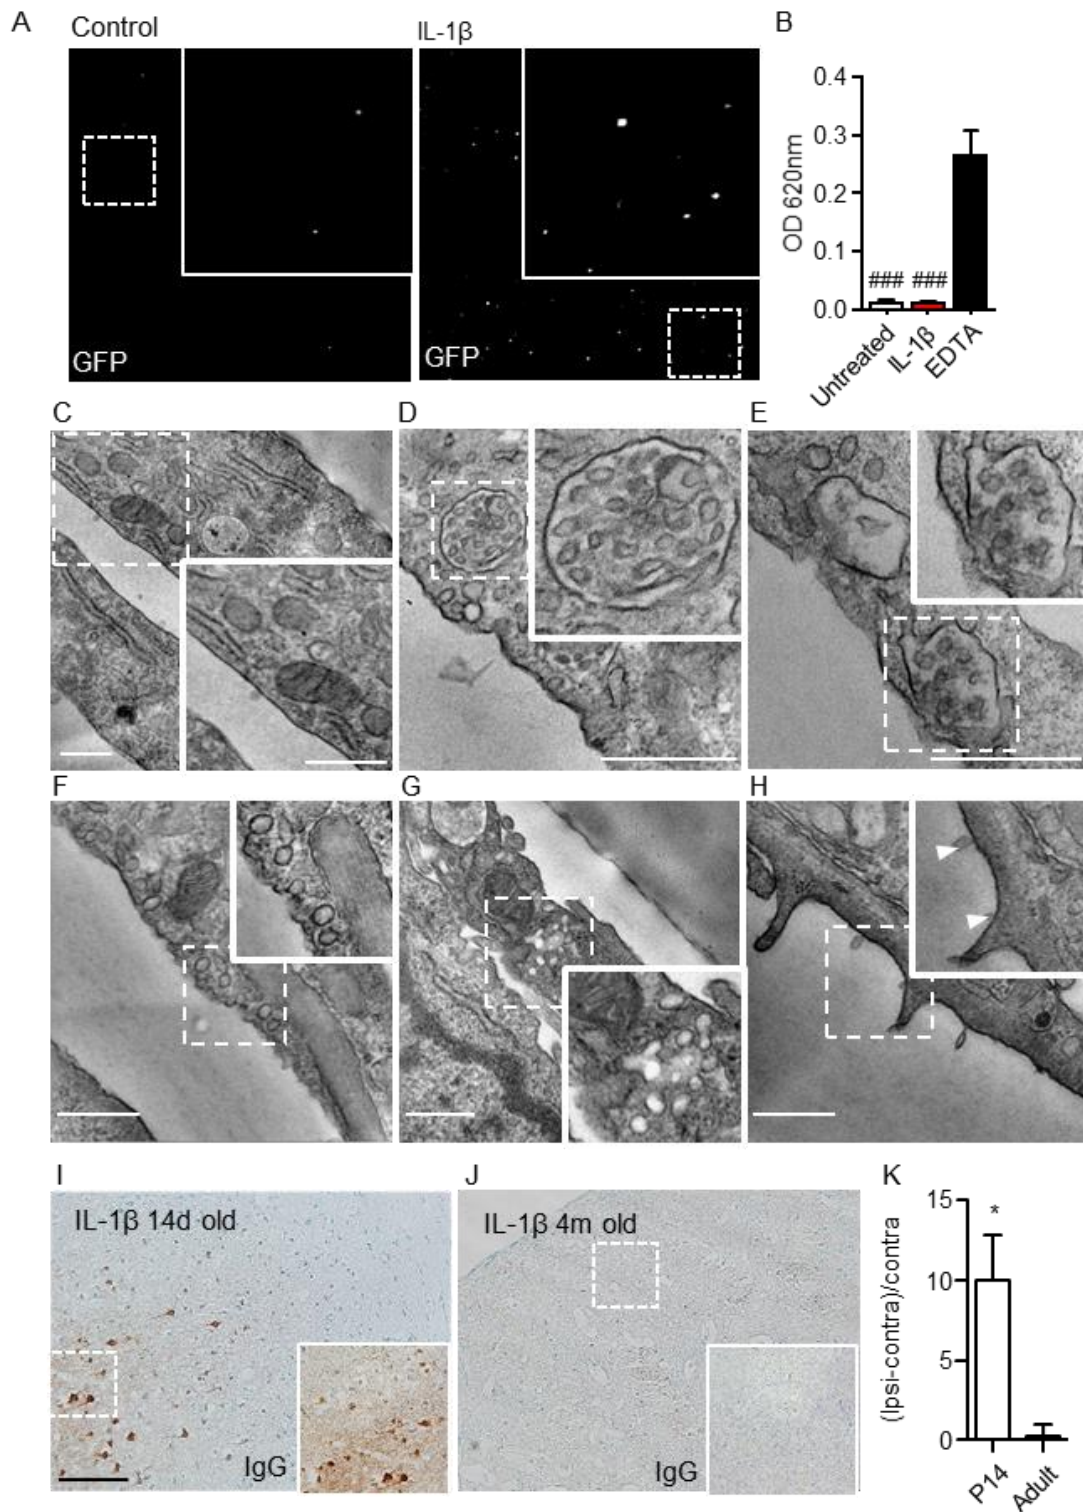 A
Control
IL-1β
GFP
GFP
B
OD 620nm
0.4
0.3
0.2
0.1
0.0
### ###
Untreated
IL-1β
EDTA
C
D
E
F
G
H
I
IL-1β 14d old
IgG
J
IL-1β 4m old
IgG
K
(Ipsi-contra)/contra
15
10
5
0
*
P14
Adult